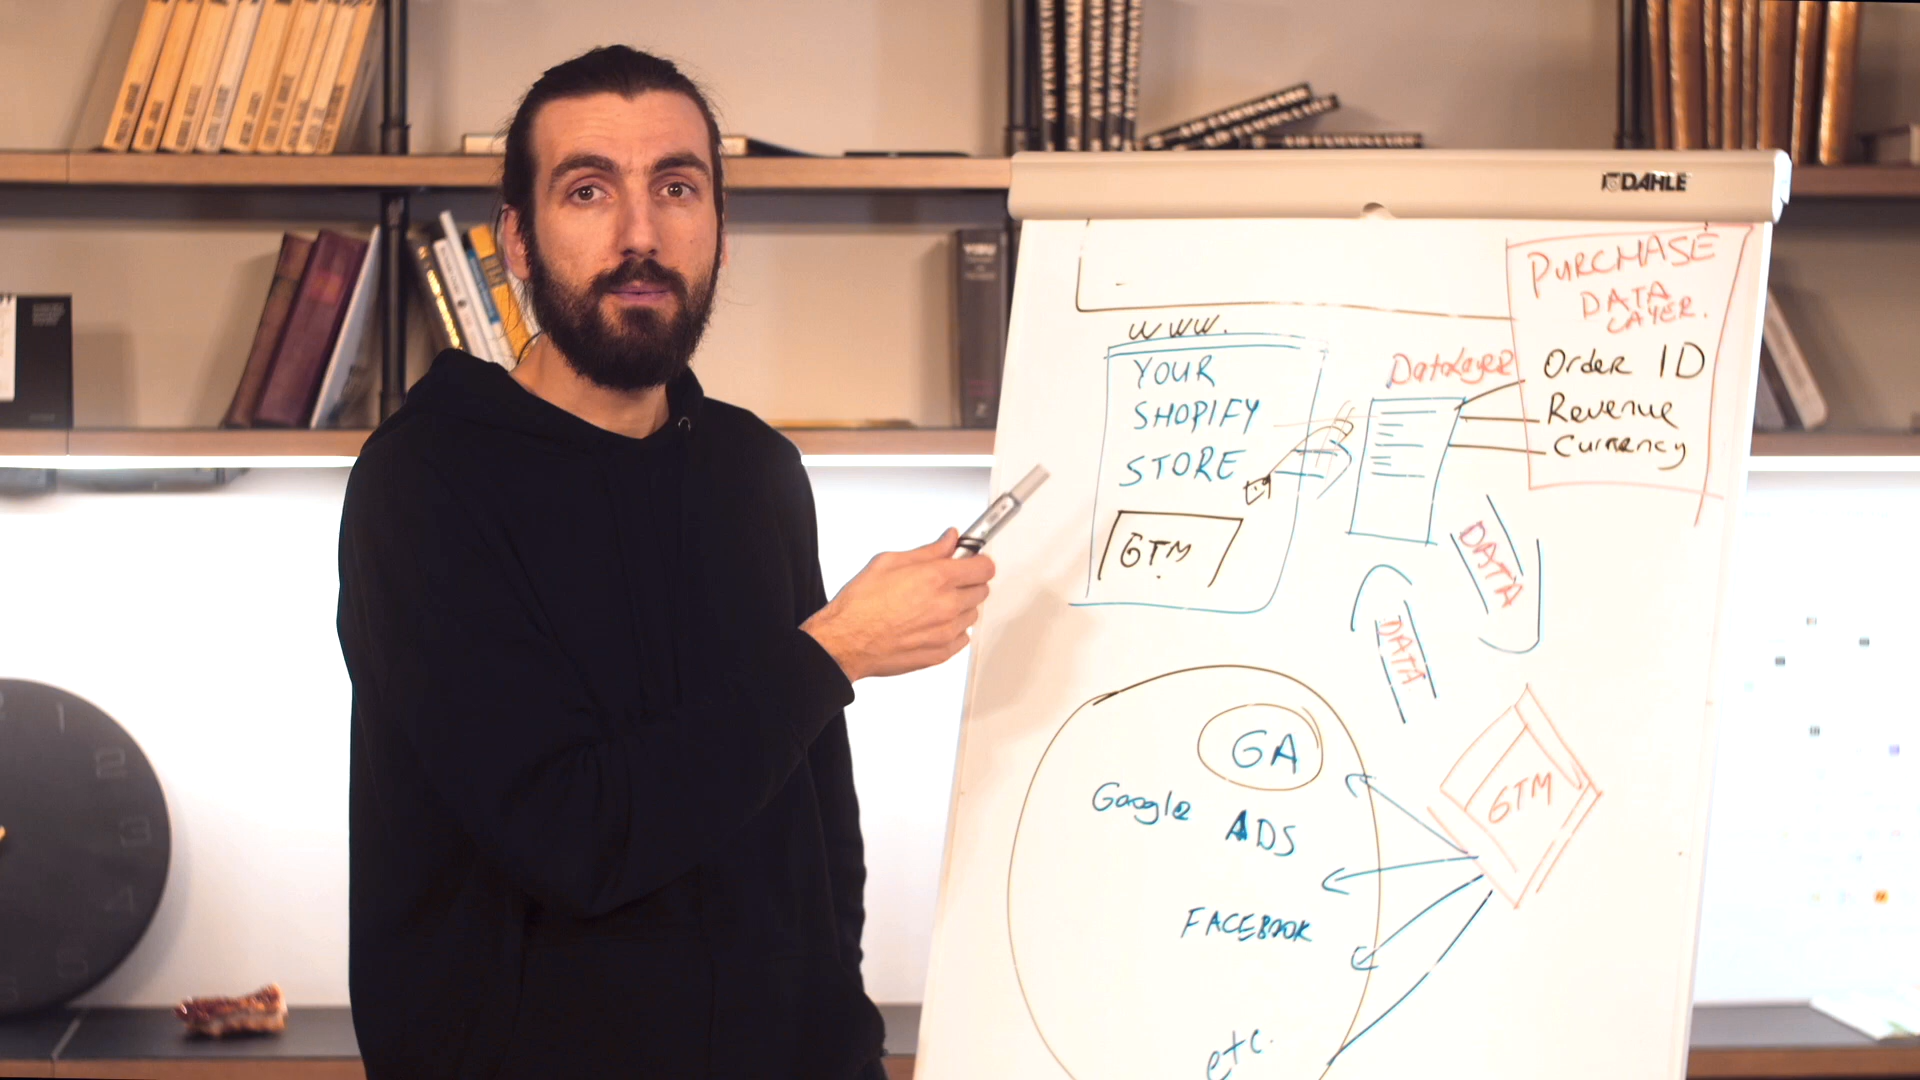 DAHLE
PURCHASE
DATA
LAYER.
www.
YOUR
SHOPIFY
STORE
GTM
DataLayer
Order ID
Revenue
Currency
DATA
DATA
GA
Google ADS
FACEBOOK
etc.
GTM